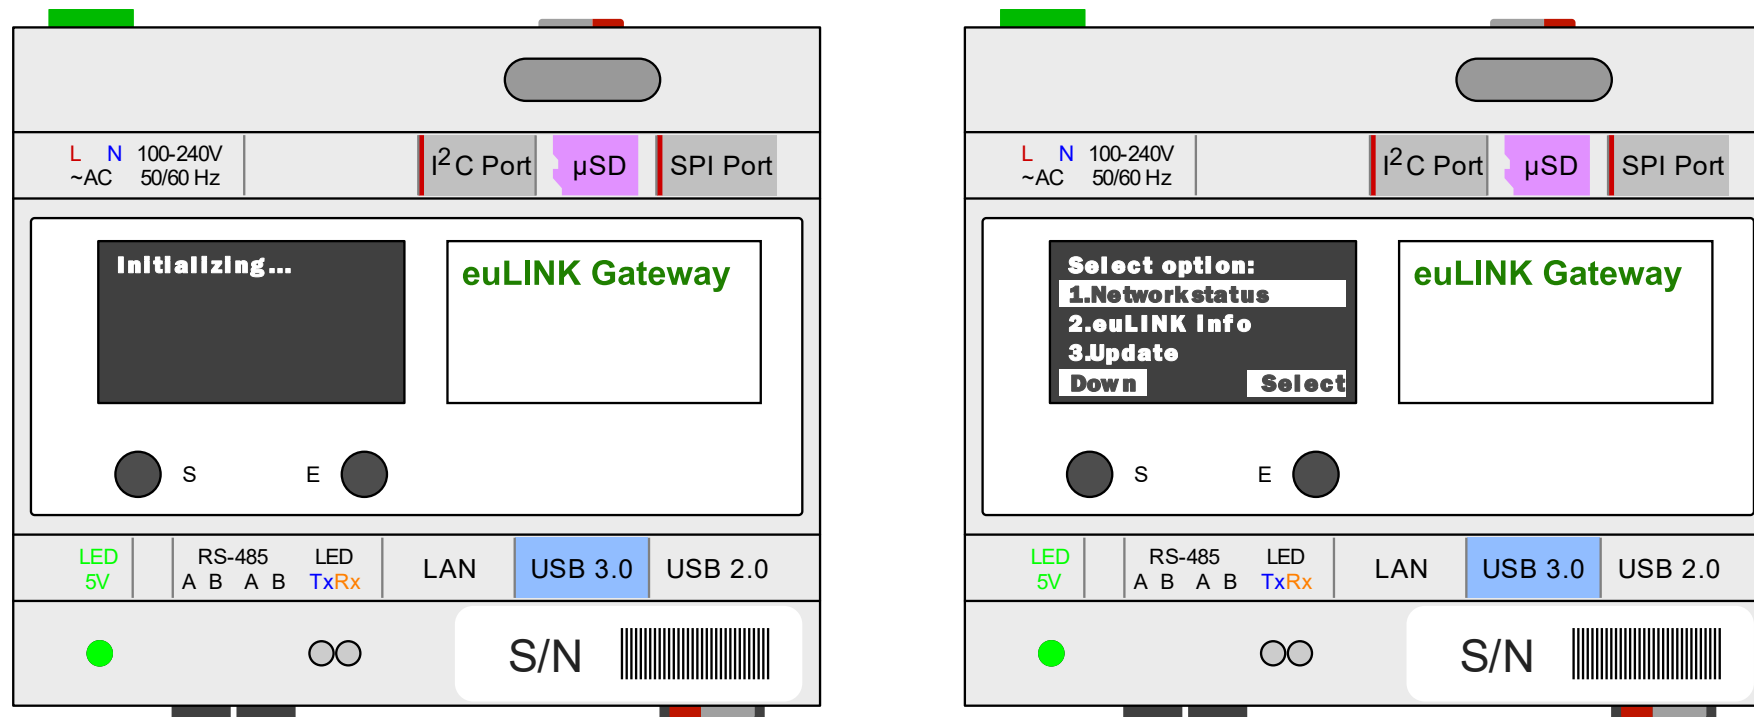 L N 100-240V
~AC 50/60 Hz
I²C Port
µSD
SPI Port
Initializing...
euLINK Gateway
S
E
LED
5V
RS-485
A B A B
LED
TxRx
LAN
USB 3.0
USB 2.0
S/N
L N 100-240V
~AC 50/60 Hz
I²C Port
µSD
SPI Port
Select option:
1.Network status
2.euLINK Info
3.Update
Down
Select
euLINK Gateway
S
E
LED
5V
RS-485
A B A B
LED
TxRx
LAN
USB 3.0
USB 2.0
S/N